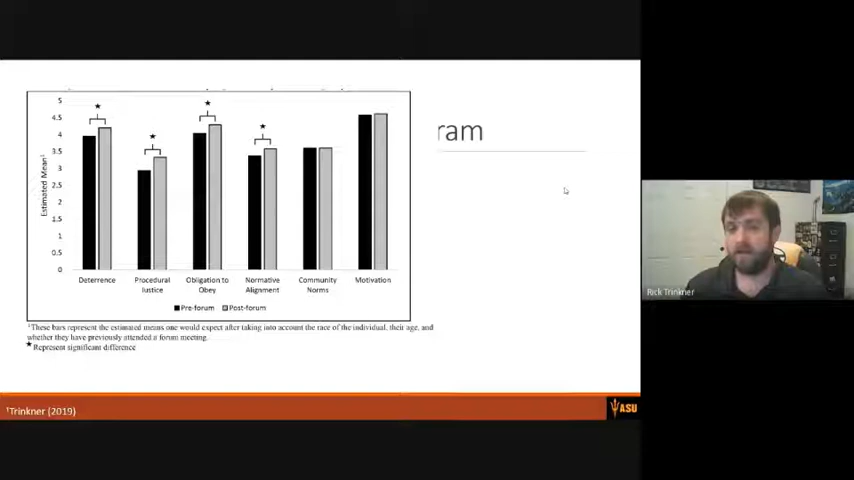 ram
5
4.5
4
3.5
3
2.5
2
1.5
1
0.5
0
Estimated Mean¹
Deterrence
Procedural Justice
Obligation to Obey
Normative Alignment
Community Norms
Motivation
Pre-forum Post-forum
¹These bars represent the estimated means one would expect after taking into account the race of the individual, their age, and
whether they have previously attended a forum meeting.
★Represent significant difference
¹Trinkner (2019)
ASU
Rick Trinkner